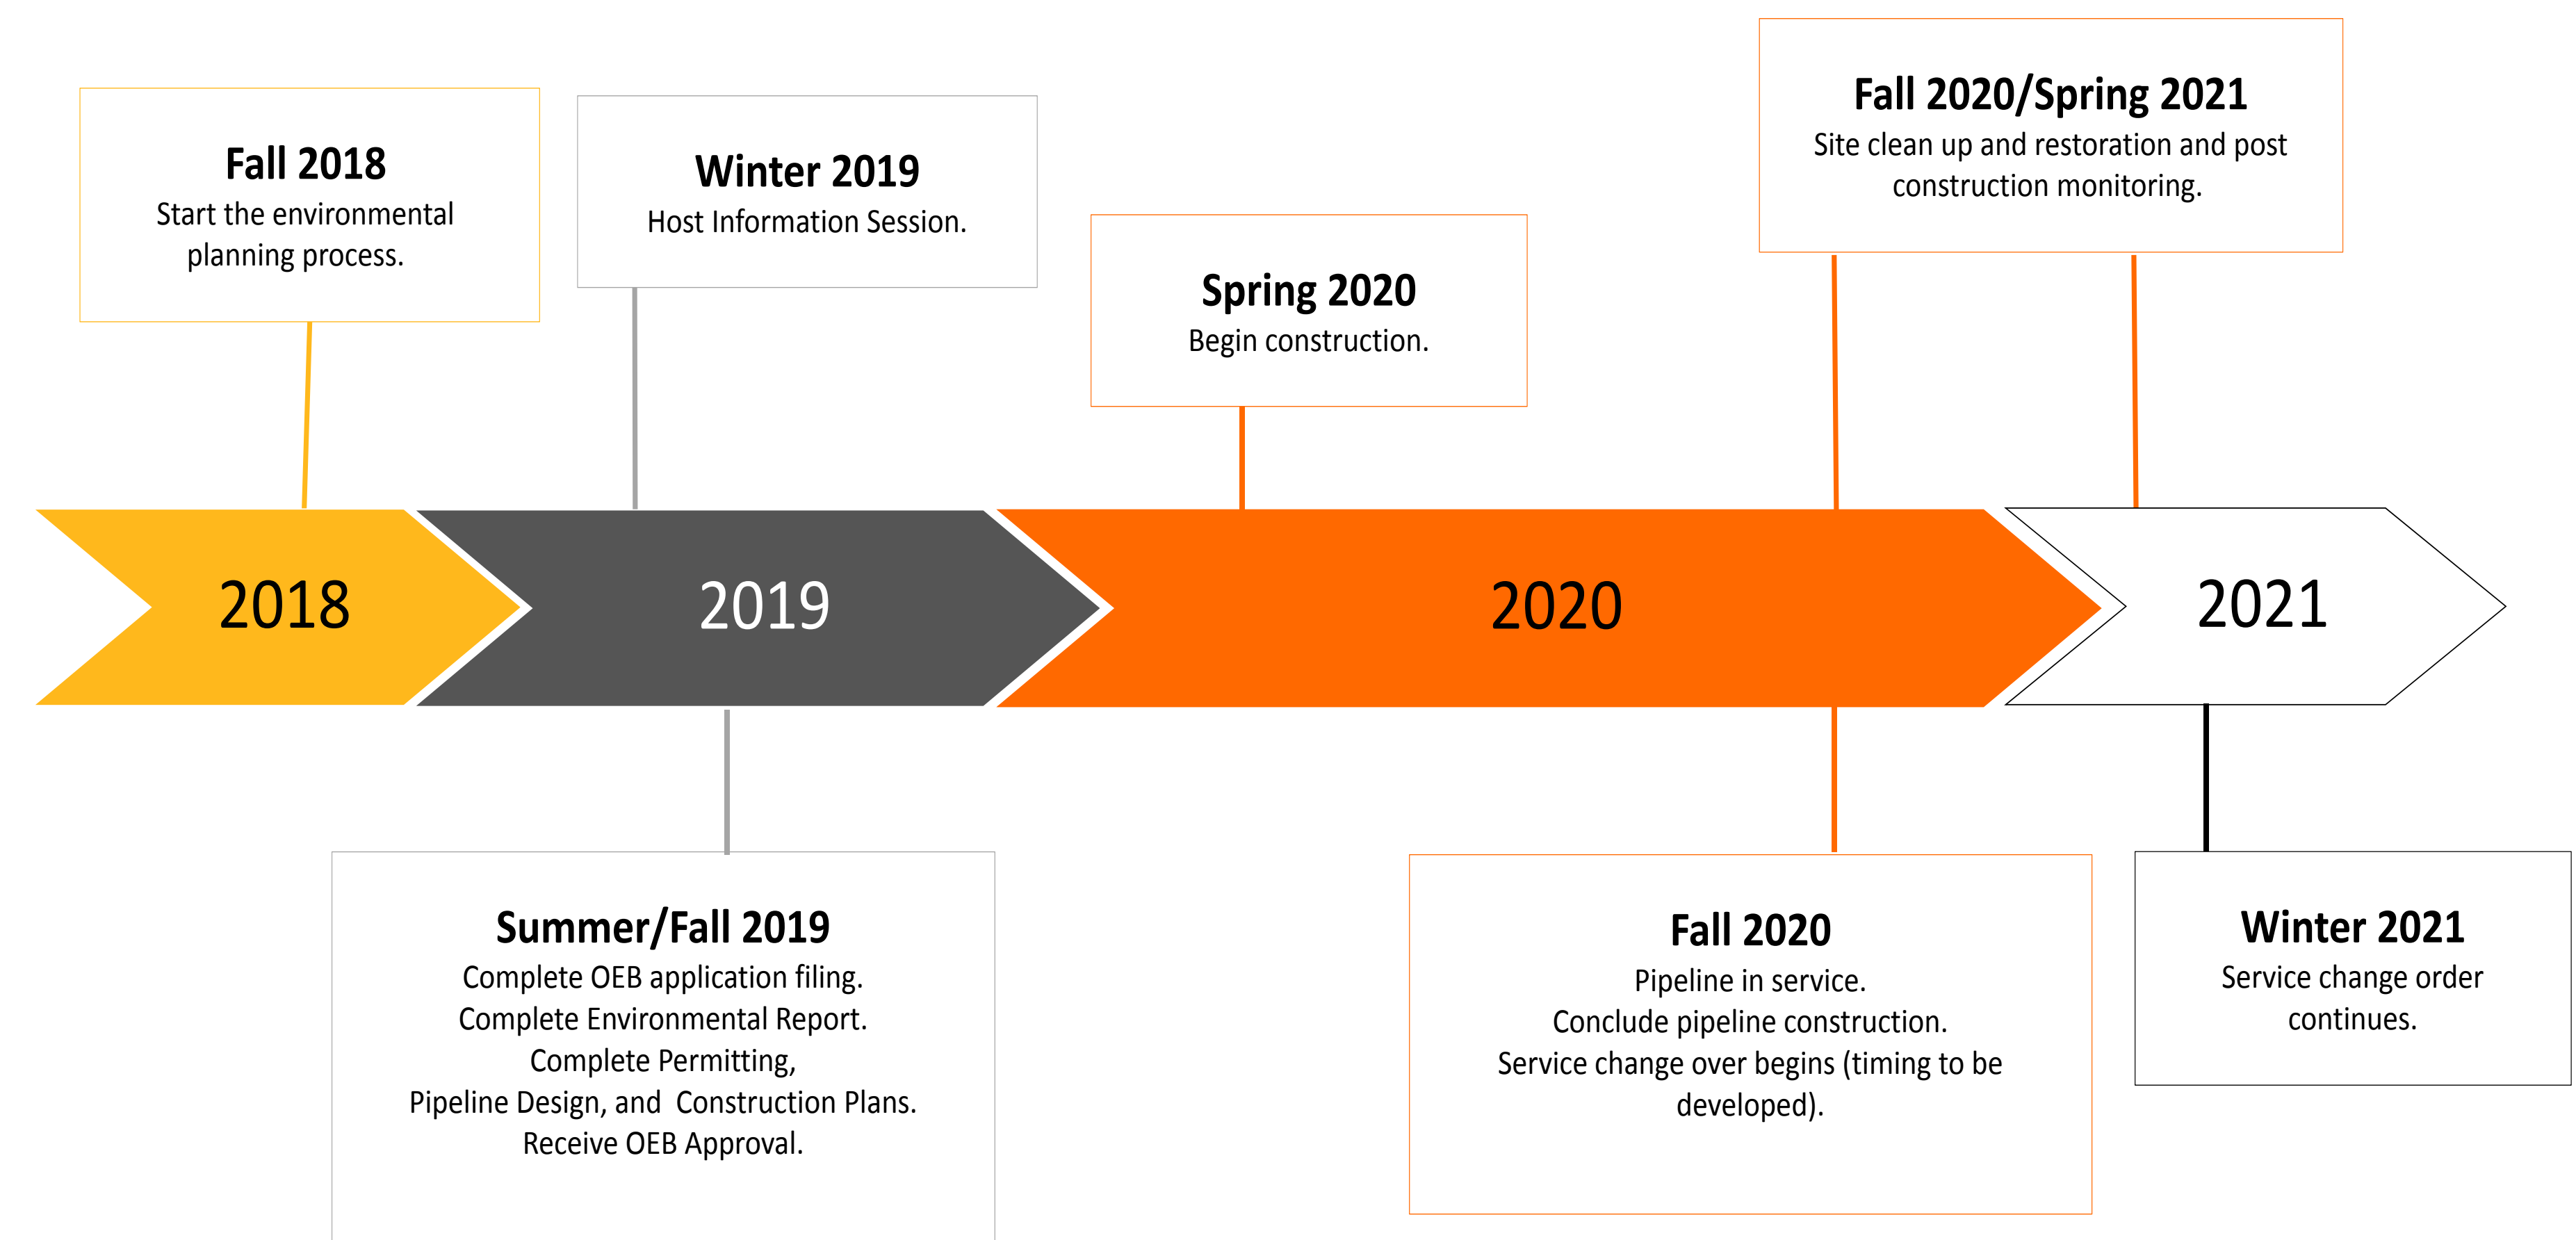 Fall 2018
Start the environmental
planning process.
Winter 2019
Host Information Session.
Spring 2020
Begin construction.
Fall 2020/Spring 2021
Site clean up and restoration and post
construction monitoring.
2018
2019
2020
2021
Summer/Fall 2019
Complete OEB application filing.
Complete Environmental Report.
Complete Permitting,
Pipeline Design, and Construction Plans.
Receive OEB Approval.
Fall 2020
Pipeline in service.
Conclude pipeline construction.
Service change over begins (timing to be
developed).
Winter 2021
Service change order
continues.